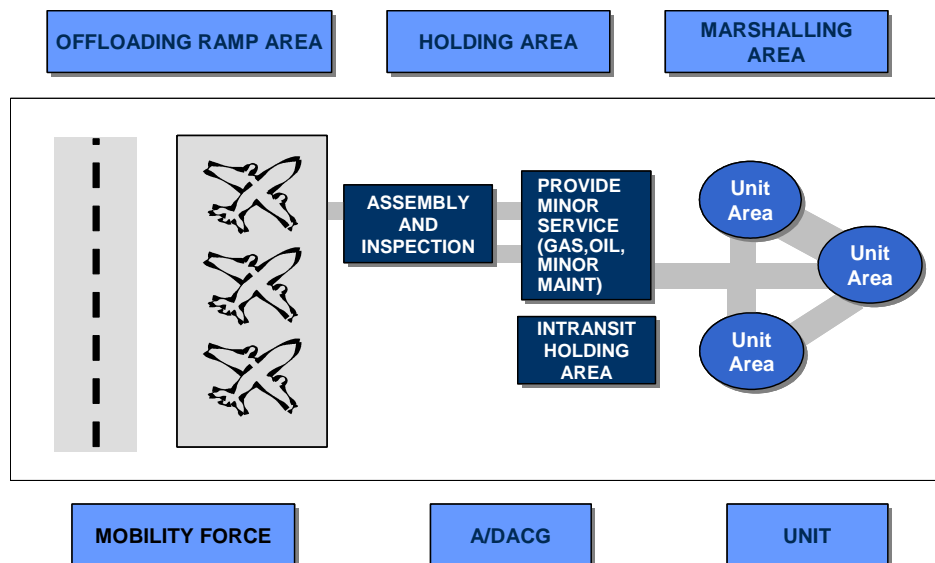 OFFLOADING RAMP AREA
HOLDING AREA
MARSHALLING
AREA
ASSEMBLY
AND
INSPECTION
PROVIDE
MINOR
SERVICE
(GAS,OIL,
MINOR
MAINT)
INTRANSIT
HOLDING
AREA
Unit
Area
Unit
Area
Unit
Area
MOBILITY FORCE
A/DACG
UNIT